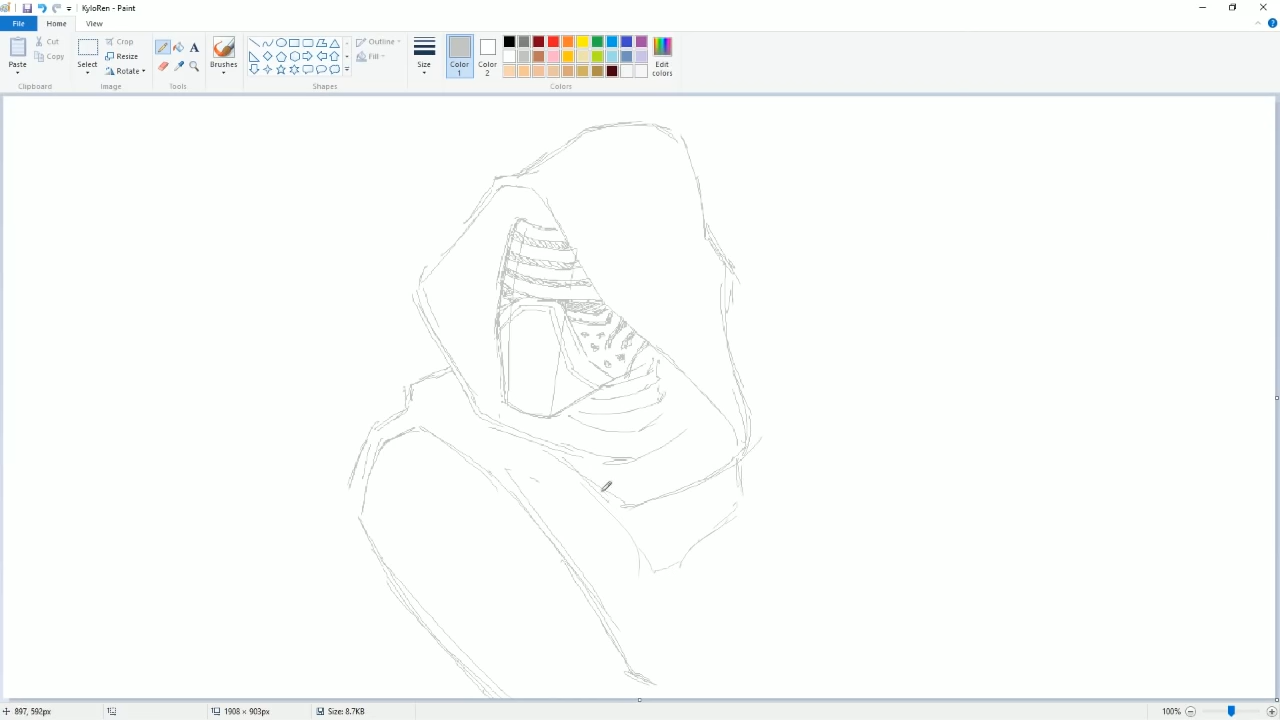 KyloRen - Paint
File Home View
Paste Cut Copy
Select Crop Resize Rotate
A
Brushes
Outline Fill
Size
Color 1 Color 2
Edit colors
Clipboard Image Tools Shapes Colors
897, 592px 1908 × 903px Size: 8.7KB 100%